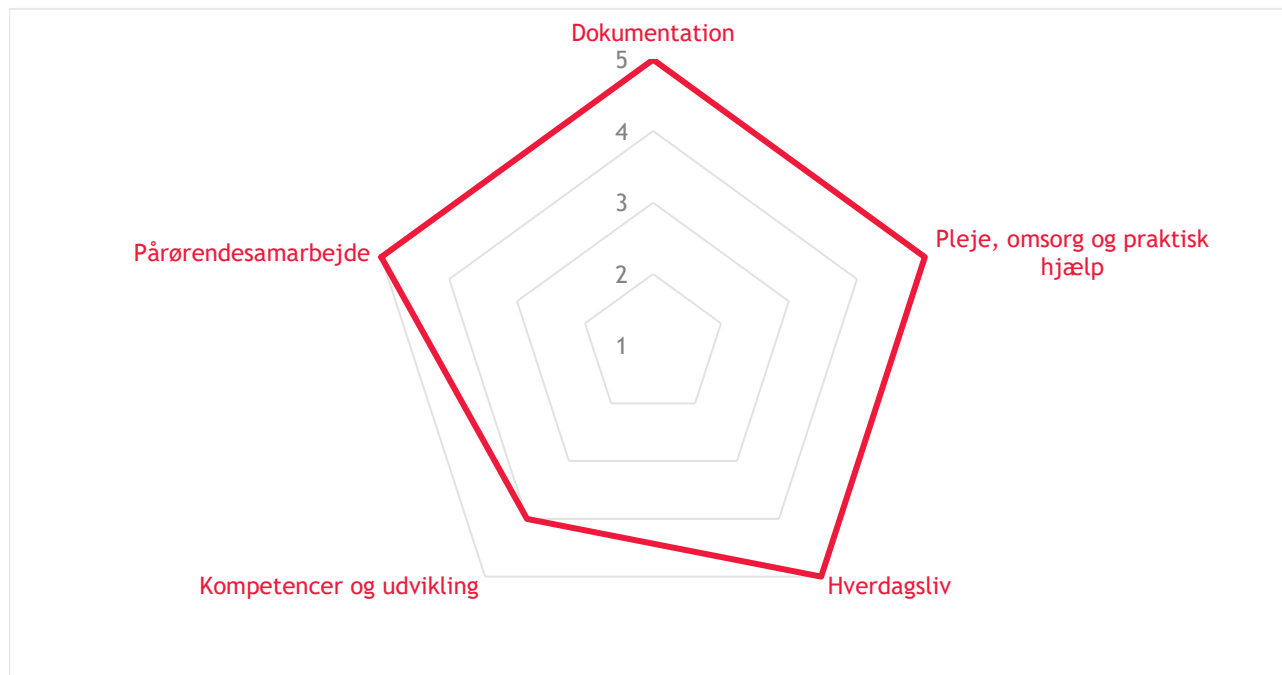 Dokumentation
5
4
3
2
1
Pleje, omsorg og praktisk
hjælp
Pårørendesamarbejde
Kompetencer og udvikling
Hverdagsliv